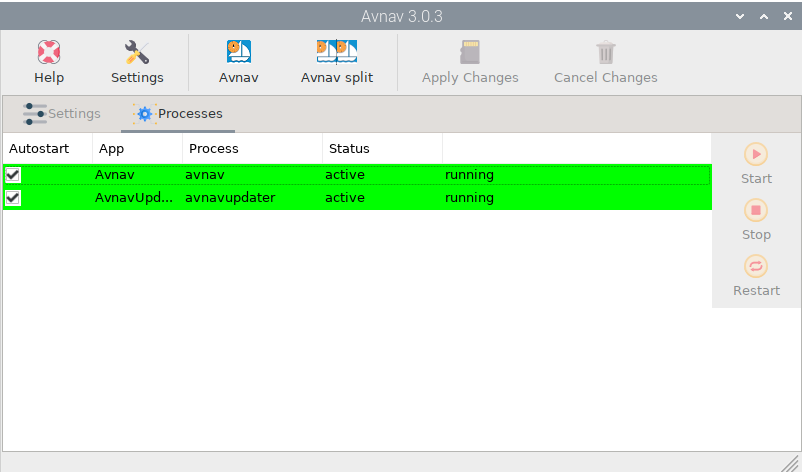 Avnav 3.0.3
Help Settings Avnav Avnav split Apply Changes Cancel Changes
Settings Processes
Autostart App Process Status
Avnav avnav active running
AvnavUpd... avnavupdater active running
Start
Stop
Restart